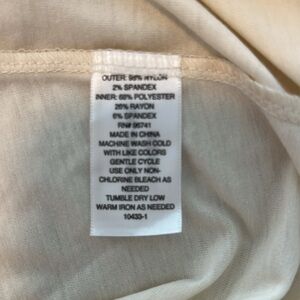 OUTER: 98% NYLON
2% SPANDEX
INNER: 68% POLYESTER
26% RAYON
6% SPANDEX
RN# 96741
MADE IN CHINA
MACHINE WASH COLD
WITH LIKE COLORS
GENTLE CYCLE
USE ONLY NON-
CHLORINE BLEACH AS
NEEDED
TUMBLE DRY LOW
WARM IRON AS NEEDED
10433-1